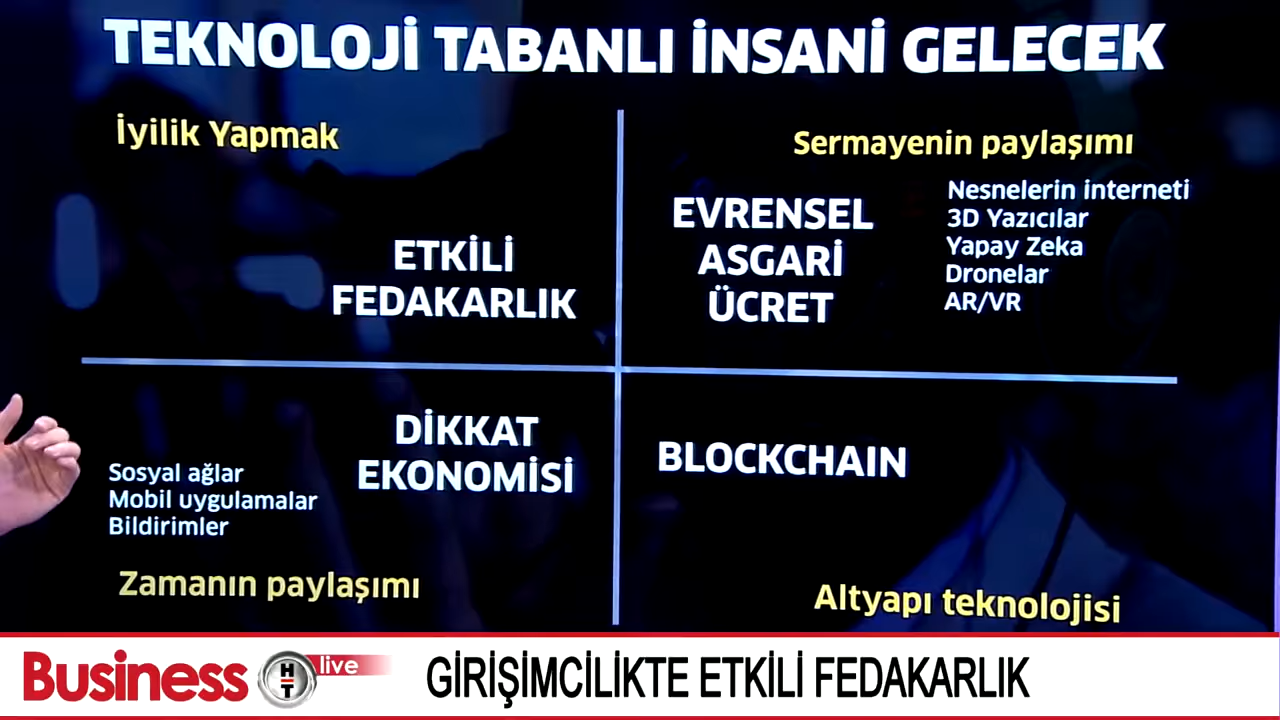 TEKNOLOJİ TABANLI İNSANİ GELECEK
İyilik Yapmak
ETKİLİ
FEDAKARLIK
Sermayenin paylaşımı
EVRENSEL
ASGARİ
ÜCRET
Nesnelerin interneti
3D Yazıcılar
Yapay Zeka
Dronelar
AR/VR
DİKKAT
EKONOMİSİ
Sosyal ağlar
Mobil uygulamalar
Bildirimler
Zamanın paylaşımı
BLOCKCHAIN
Altyapı teknolojisi
Business HT live
GİRİŞİMCİLİKTE ETKİLİ FEDAKARLIK